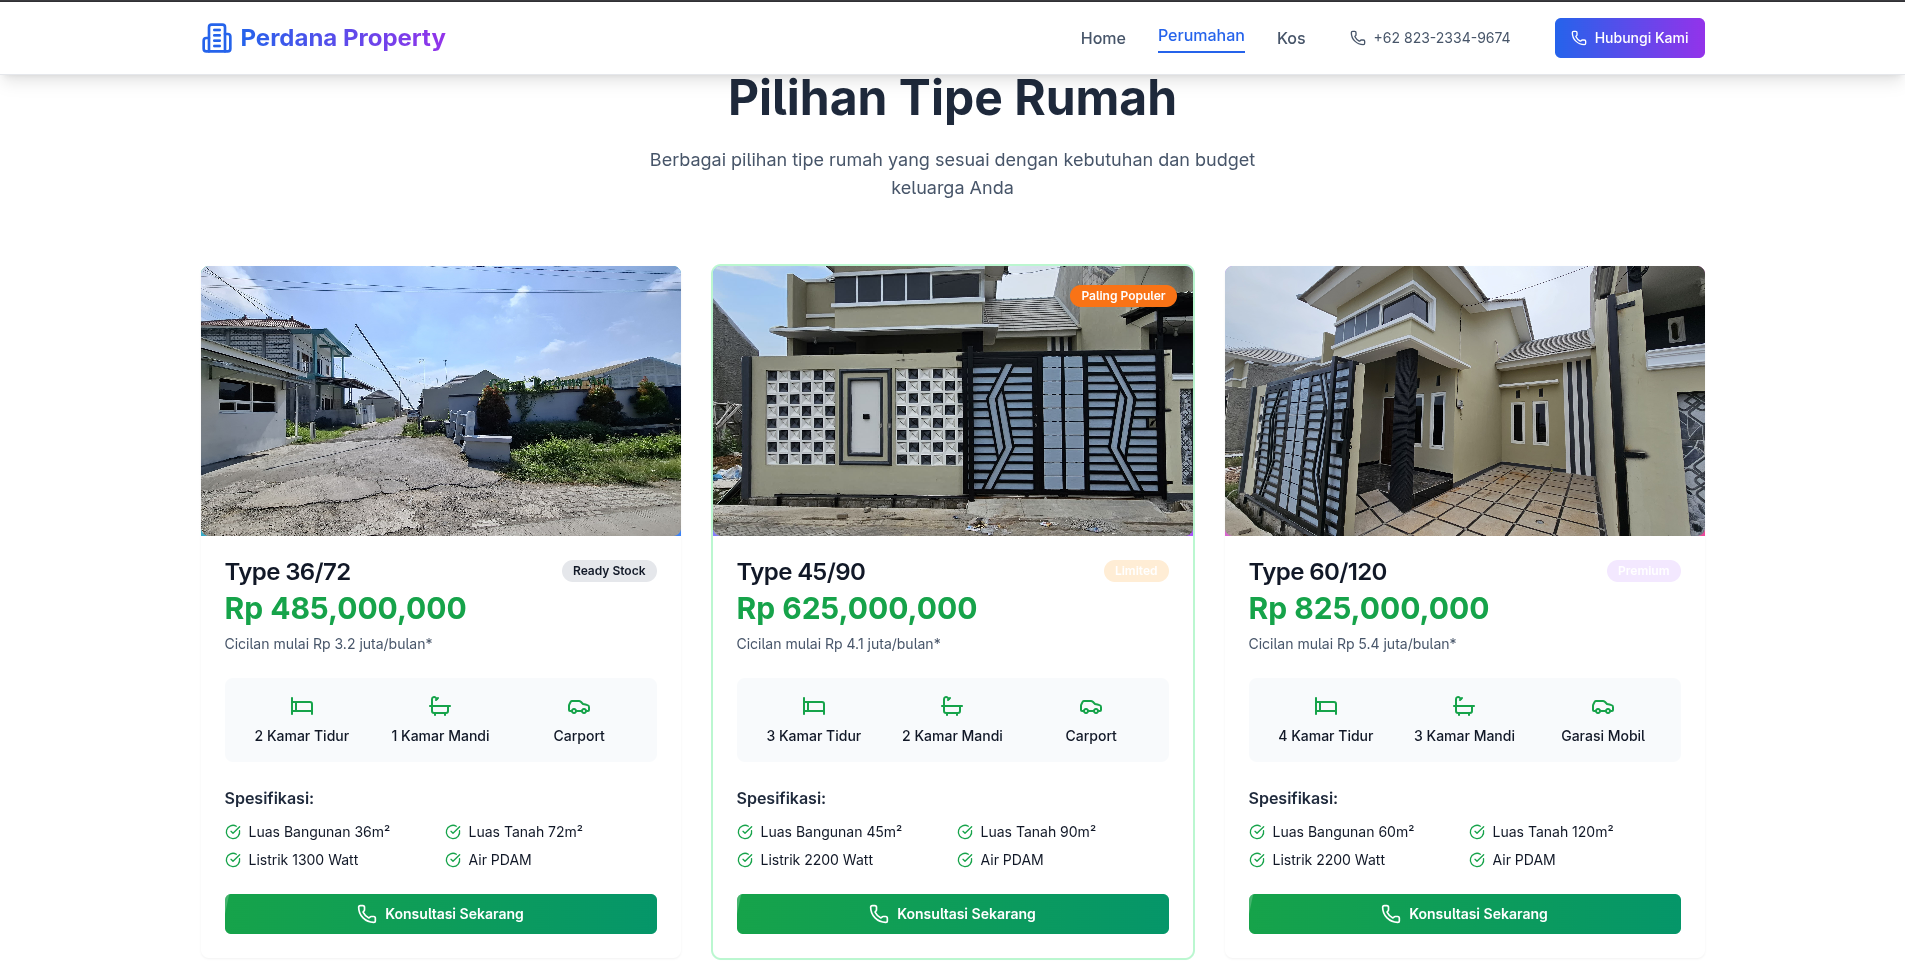 Perdana Property
Home
Perumahan
Kos
+62 823-2334-9674
Hubungi Kami
Pilihan Tipe Rumah
Berbagai pilihan tipe rumah yang sesuai dengan kebutuhan dan budget
keluarga Anda
Type 36/72
Ready Stock
Rp 485,000,000
Cicilan mulai Rp 3.2 juta/bulan*
2 Kamar Tidur
1 Kamar Mandi
Carport
Spesifikasi:
Luas Bangunan 36m²
Luas Tanah 72m²
Listrik 1300 Watt
Air PDAM
Konsultasi Sekarang
Paling Populer
Type 45/90
Limited
Rp 625,000,000
Cicilan mulai Rp 4.1 juta/bulan*
3 Kamar Tidur
2 Kamar Mandi
Carport
Spesifikasi:
Luas Bangunan 45m²
Luas Tanah 90m²
Listrik 2200 Watt
Air PDAM
Konsultasi Sekarang
Type 60/120
Premium
Rp 825,000,000
Cicilan mulai Rp 5.4 juta/bulan*
4 Kamar Tidur
3 Kamar Mandi
Garasi Mobil
Spesifikasi:
Luas Bangunan 60m²
Luas Tanah 120m²
Listrik 2200 Watt
Air PDAM
Konsultasi Sekarang